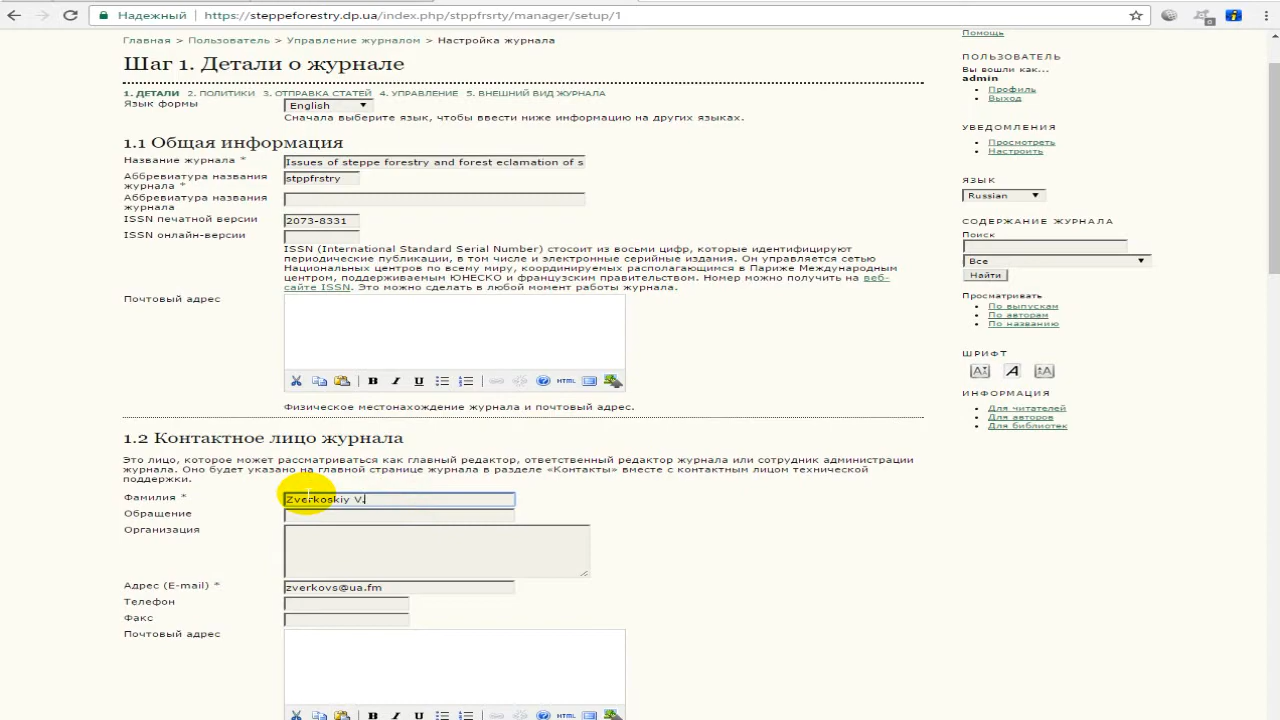 Надежный
https://steppeforestry.dp.ua/index.php/stppfrsrty/manager/setup/1
Главная > Пользователь > Управление журналом > Настройка журнала
Шаг 1. Детали о журнале
1. ДЕТАЛИ 2. ПОЛИТИКИ 3. ОТПРАВКА СТАТЕЙ 4. УПРАВЛЕНИЕ 5. ВНЕШНИЙ ВИД ЖУРНАЛА
Язык формы English
Сначала выберите язык, чтобы ввести ниже информацию на других языках.
1.1 Общая информация
Название журнала * Issues of steppe forestry and forest eclamation of s
Аббревиатура названия журнала * stppfrstry
Аббревиатура названия журнала
ISSN печатной версии 2073-8331
ISSN онлайн-версии
ISSN (International Standard Serial Number) стосоит из восьми цифр, которые идентифицируют
периодические публикации, в том числе и электронные серийные издания. Он управляется сетью
Национальных центров по всему миру, координируемых располагающимся в Париже Международным
центром, поддерживаемым ЮНЕСКО и французским правительством. Номер можно получить на веб-
сайте ISSN. Это можно сделать в любой момент работы журнала.
Почтовый адрес
HTML
Физическое местонахождение журнала и почтовый адрес.
1.2 Контактное лицо журнала
Это лицо, которое может рассматриваться как главный редактор, ответственный редактор журнала или сотрудник администрации
журнала. Оно будет указано на главной странице журнала в разделе «Контакты» вместе с контактным лицом технической
поддержки.
Фамилия * Zverkoskiy V.
Обращение
Организация
Адрес (E-mail) * zverkovs@ua.fm
Телефон
Факс
Почтовый адрес
HTML
Помощь
ПОЛЬЗОВАТЕЛЬ
Вы вошли как...
admin
Профиль
Выход
УВЕДОМЛЕНИЯ
Просмотреть
Настроить
ЯЗЫК
Russian
СОДЕРЖАНИЕ ЖУРНАЛА
Поиск
Все
Найти
Просматривать
По выпускам
По авторам
По названию
ШРИФТ
ИНФОРМАЦИЯ
Для читателей
Для авторов
Для библиотек